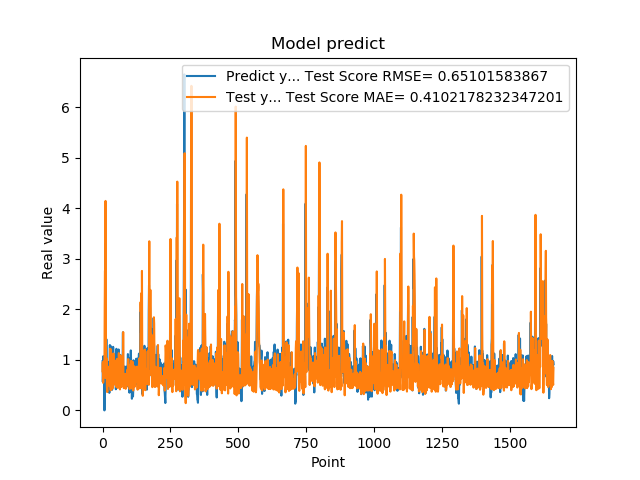 Model predict
Predict y... Test Score RMSE= 0.65101583867
Test y... Test Score MAE= 0.4102178232347201
Real value
6
5
4
3
2
1
0
0 250 500 750 1000 1250 1500
Point